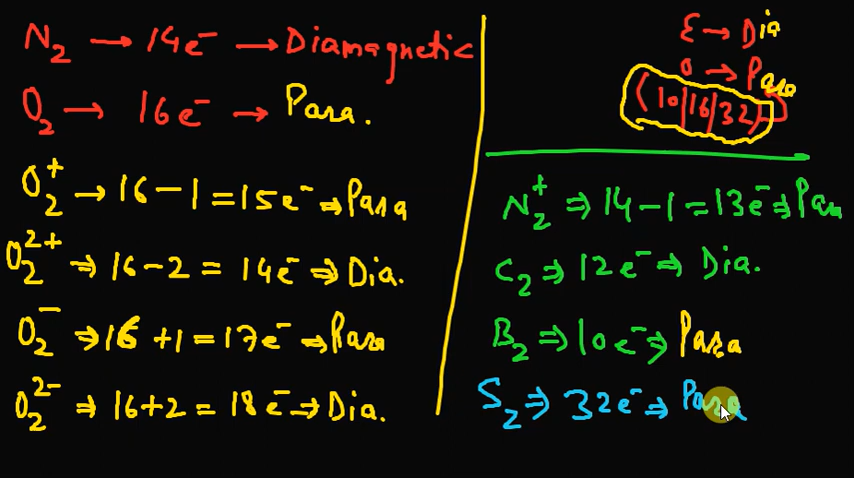 N₂ → 14e⁻ → Diamagnetic
O₂ → 16e⁻ → Para.
O₂⁺ → 16 - 1 = 15e⁻ ⇒ Para
O₂²⁺ ⇒ 16 - 2 = 14e⁻ ⇒ Dia.
O₂⁻ ⇒ 16 + 1 = 17e⁻ ⇒ Para
O₂²⁻ ⇒ 16 + 2 = 18e⁻ → Dia.
E → Dia
O → Para
(10|16|32)
N₂⁺ ⇒ 14 - 1 = 13e⁻ ⇒ Para
C₂ ⇒ 12e⁻ ⇒ Dia.
B₂ ⇒ 10e⁻ ⇒ Para
S₂ ⇒ 32e⁻ ⇒ Para